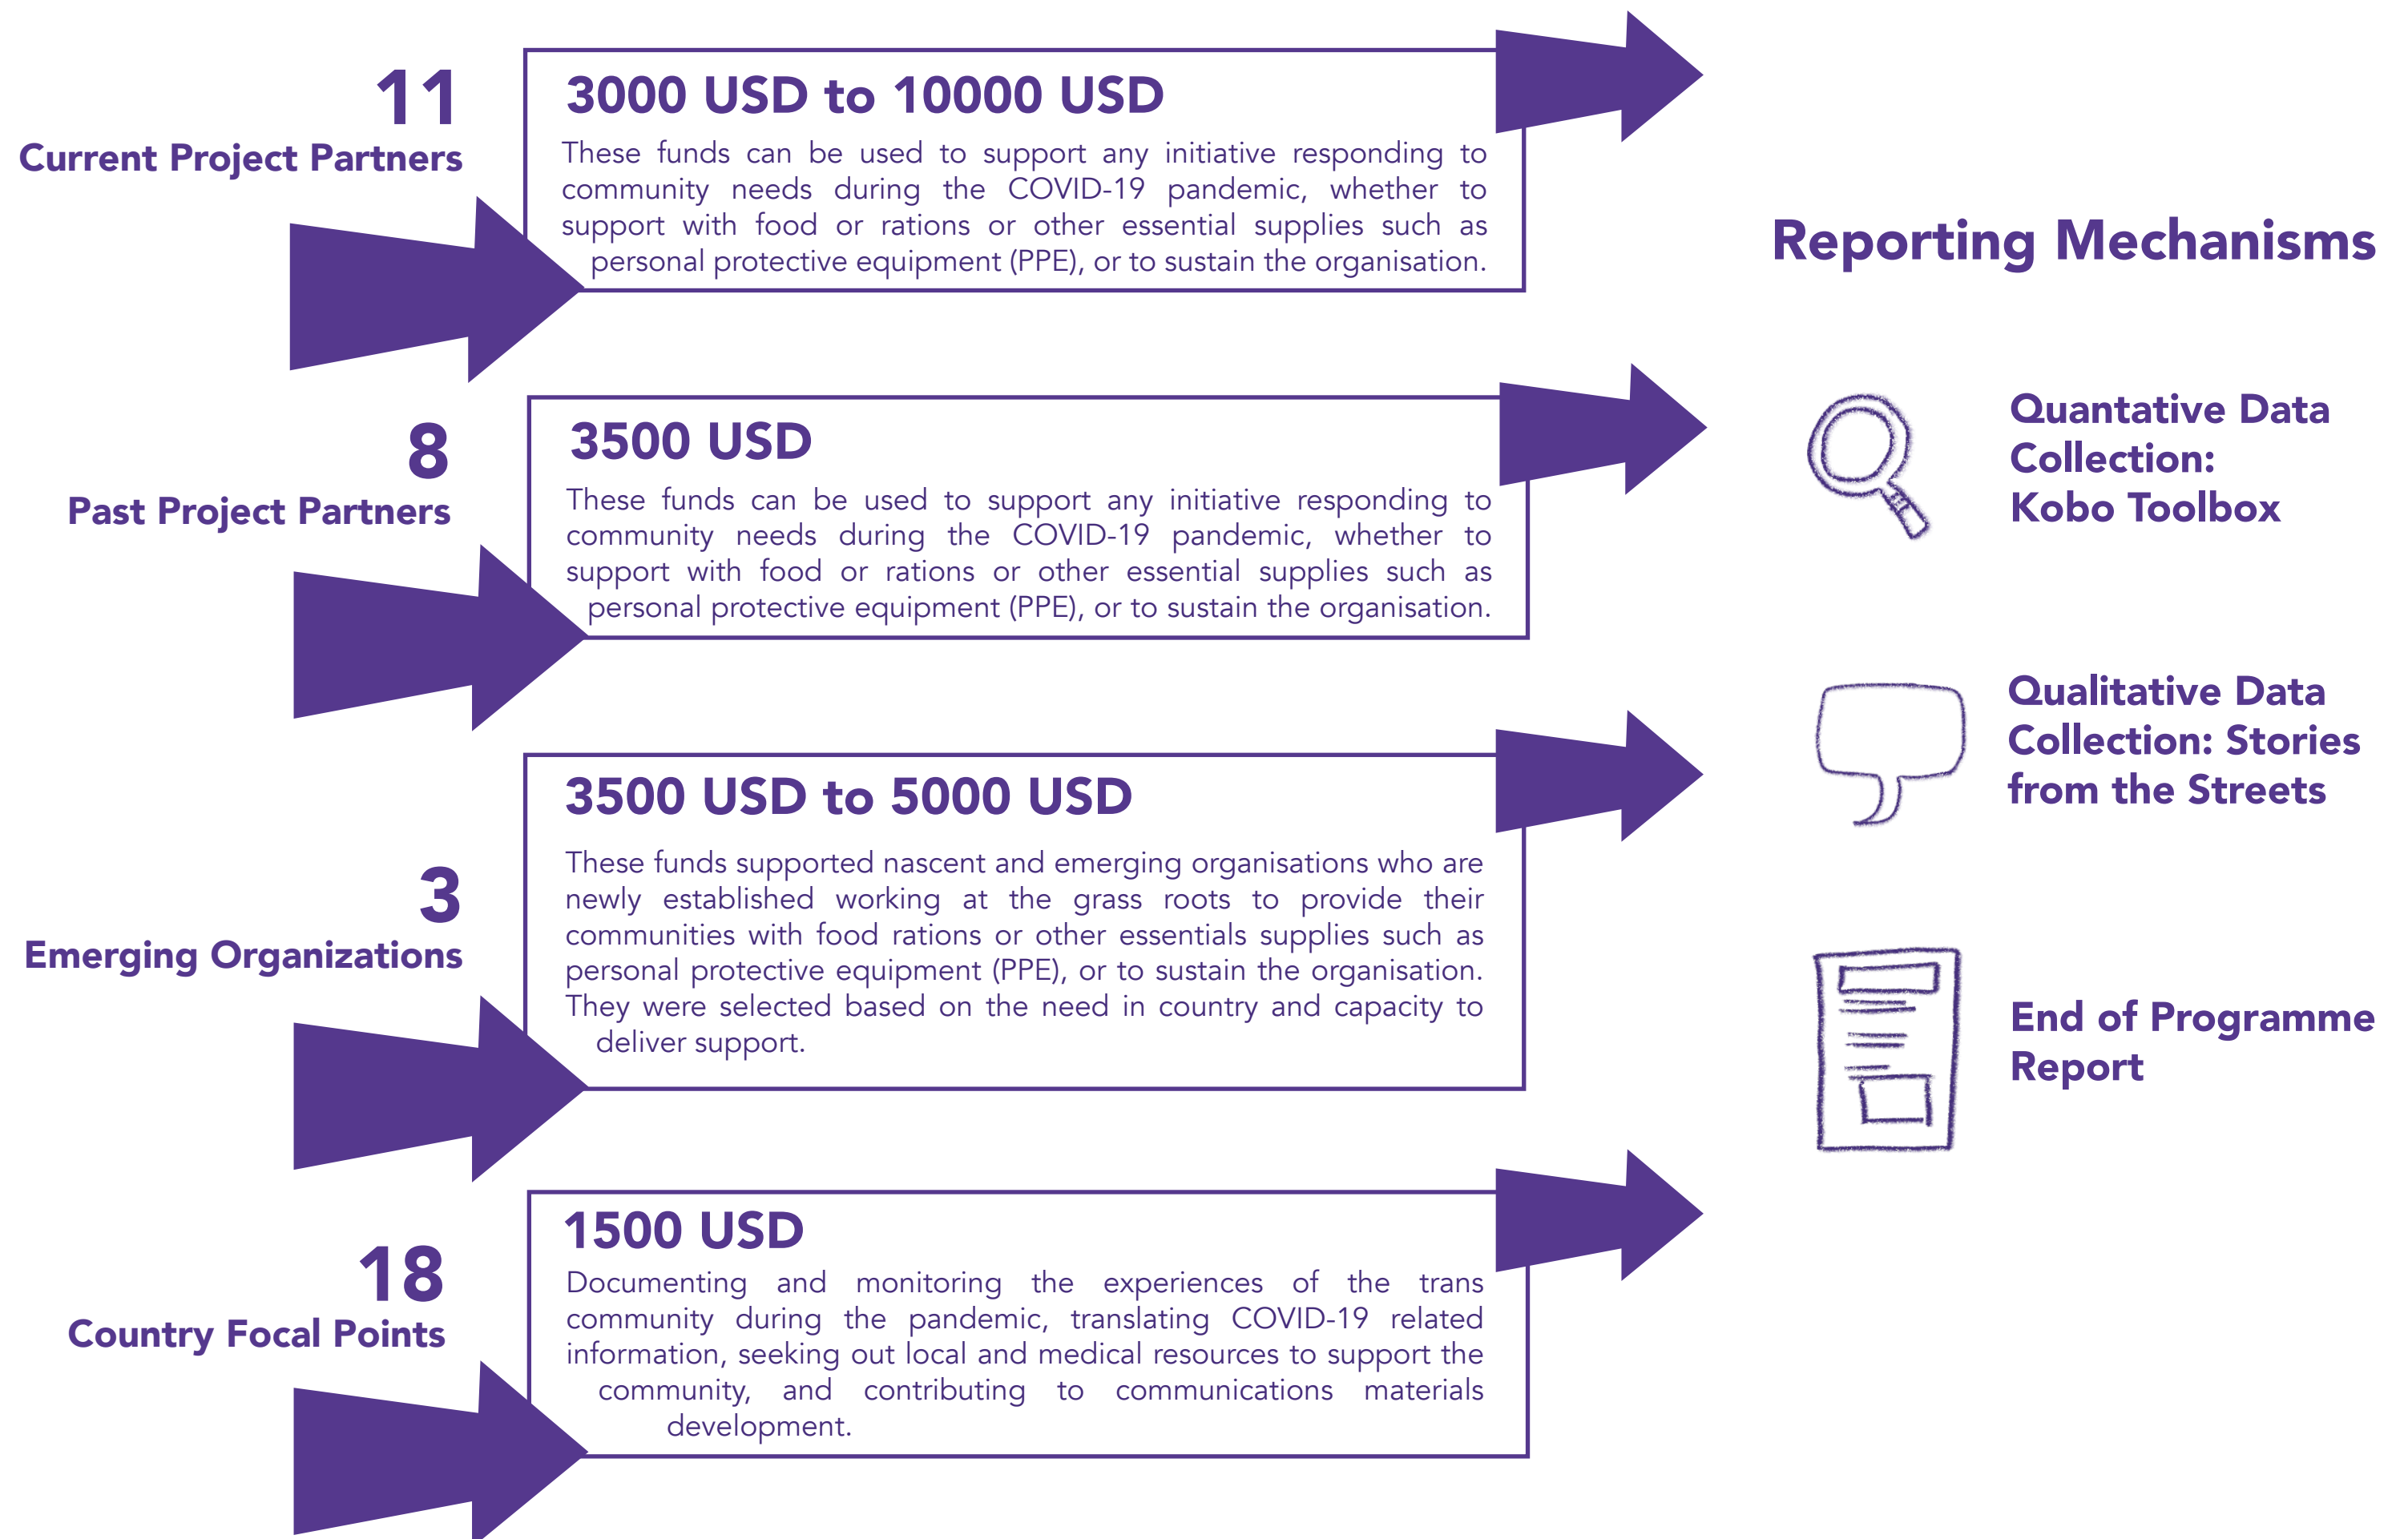 11
Current Project Partners
3000 USD to 10000 USD
These funds can be used to support any initiative responding to
community needs during the COVID-19 pandemic, whether to
support with food or rations or other essential supplies such as
personal protective equipment (PPE), or to sustain the organisation.
8
Past Project Partners
3500 USD
These funds can be used to support any initiative responding to
community needs during the COVID-19 pandemic, whether to
support with food or rations or other essential supplies such as
personal protective equipment (PPE), or to sustain the organisation.
3
Emerging Organizations
3500 USD to 5000 USD
These funds supported nascent and emerging organisations who are
newly established working at the grass roots to provide their
communities with food rations or other essentials supplies such as
personal protective equipment (PPE), or to sustain the organisation.
They were selected based on the need in country and capacity to
deliver support.
18
Country Focal Points
1500 USD
Documenting and monitoring the experiences of the trans
community during the pandemic, translating COVID-19 related
information, seeking out local and medical resources to support the
community, and contributing to communications materials
development.
Reporting Mechanisms
Quantative Data
Collection:
Kobo Toolbox
Qualitative Data
Collection: Stories
from the Streets
End of Programme
Report